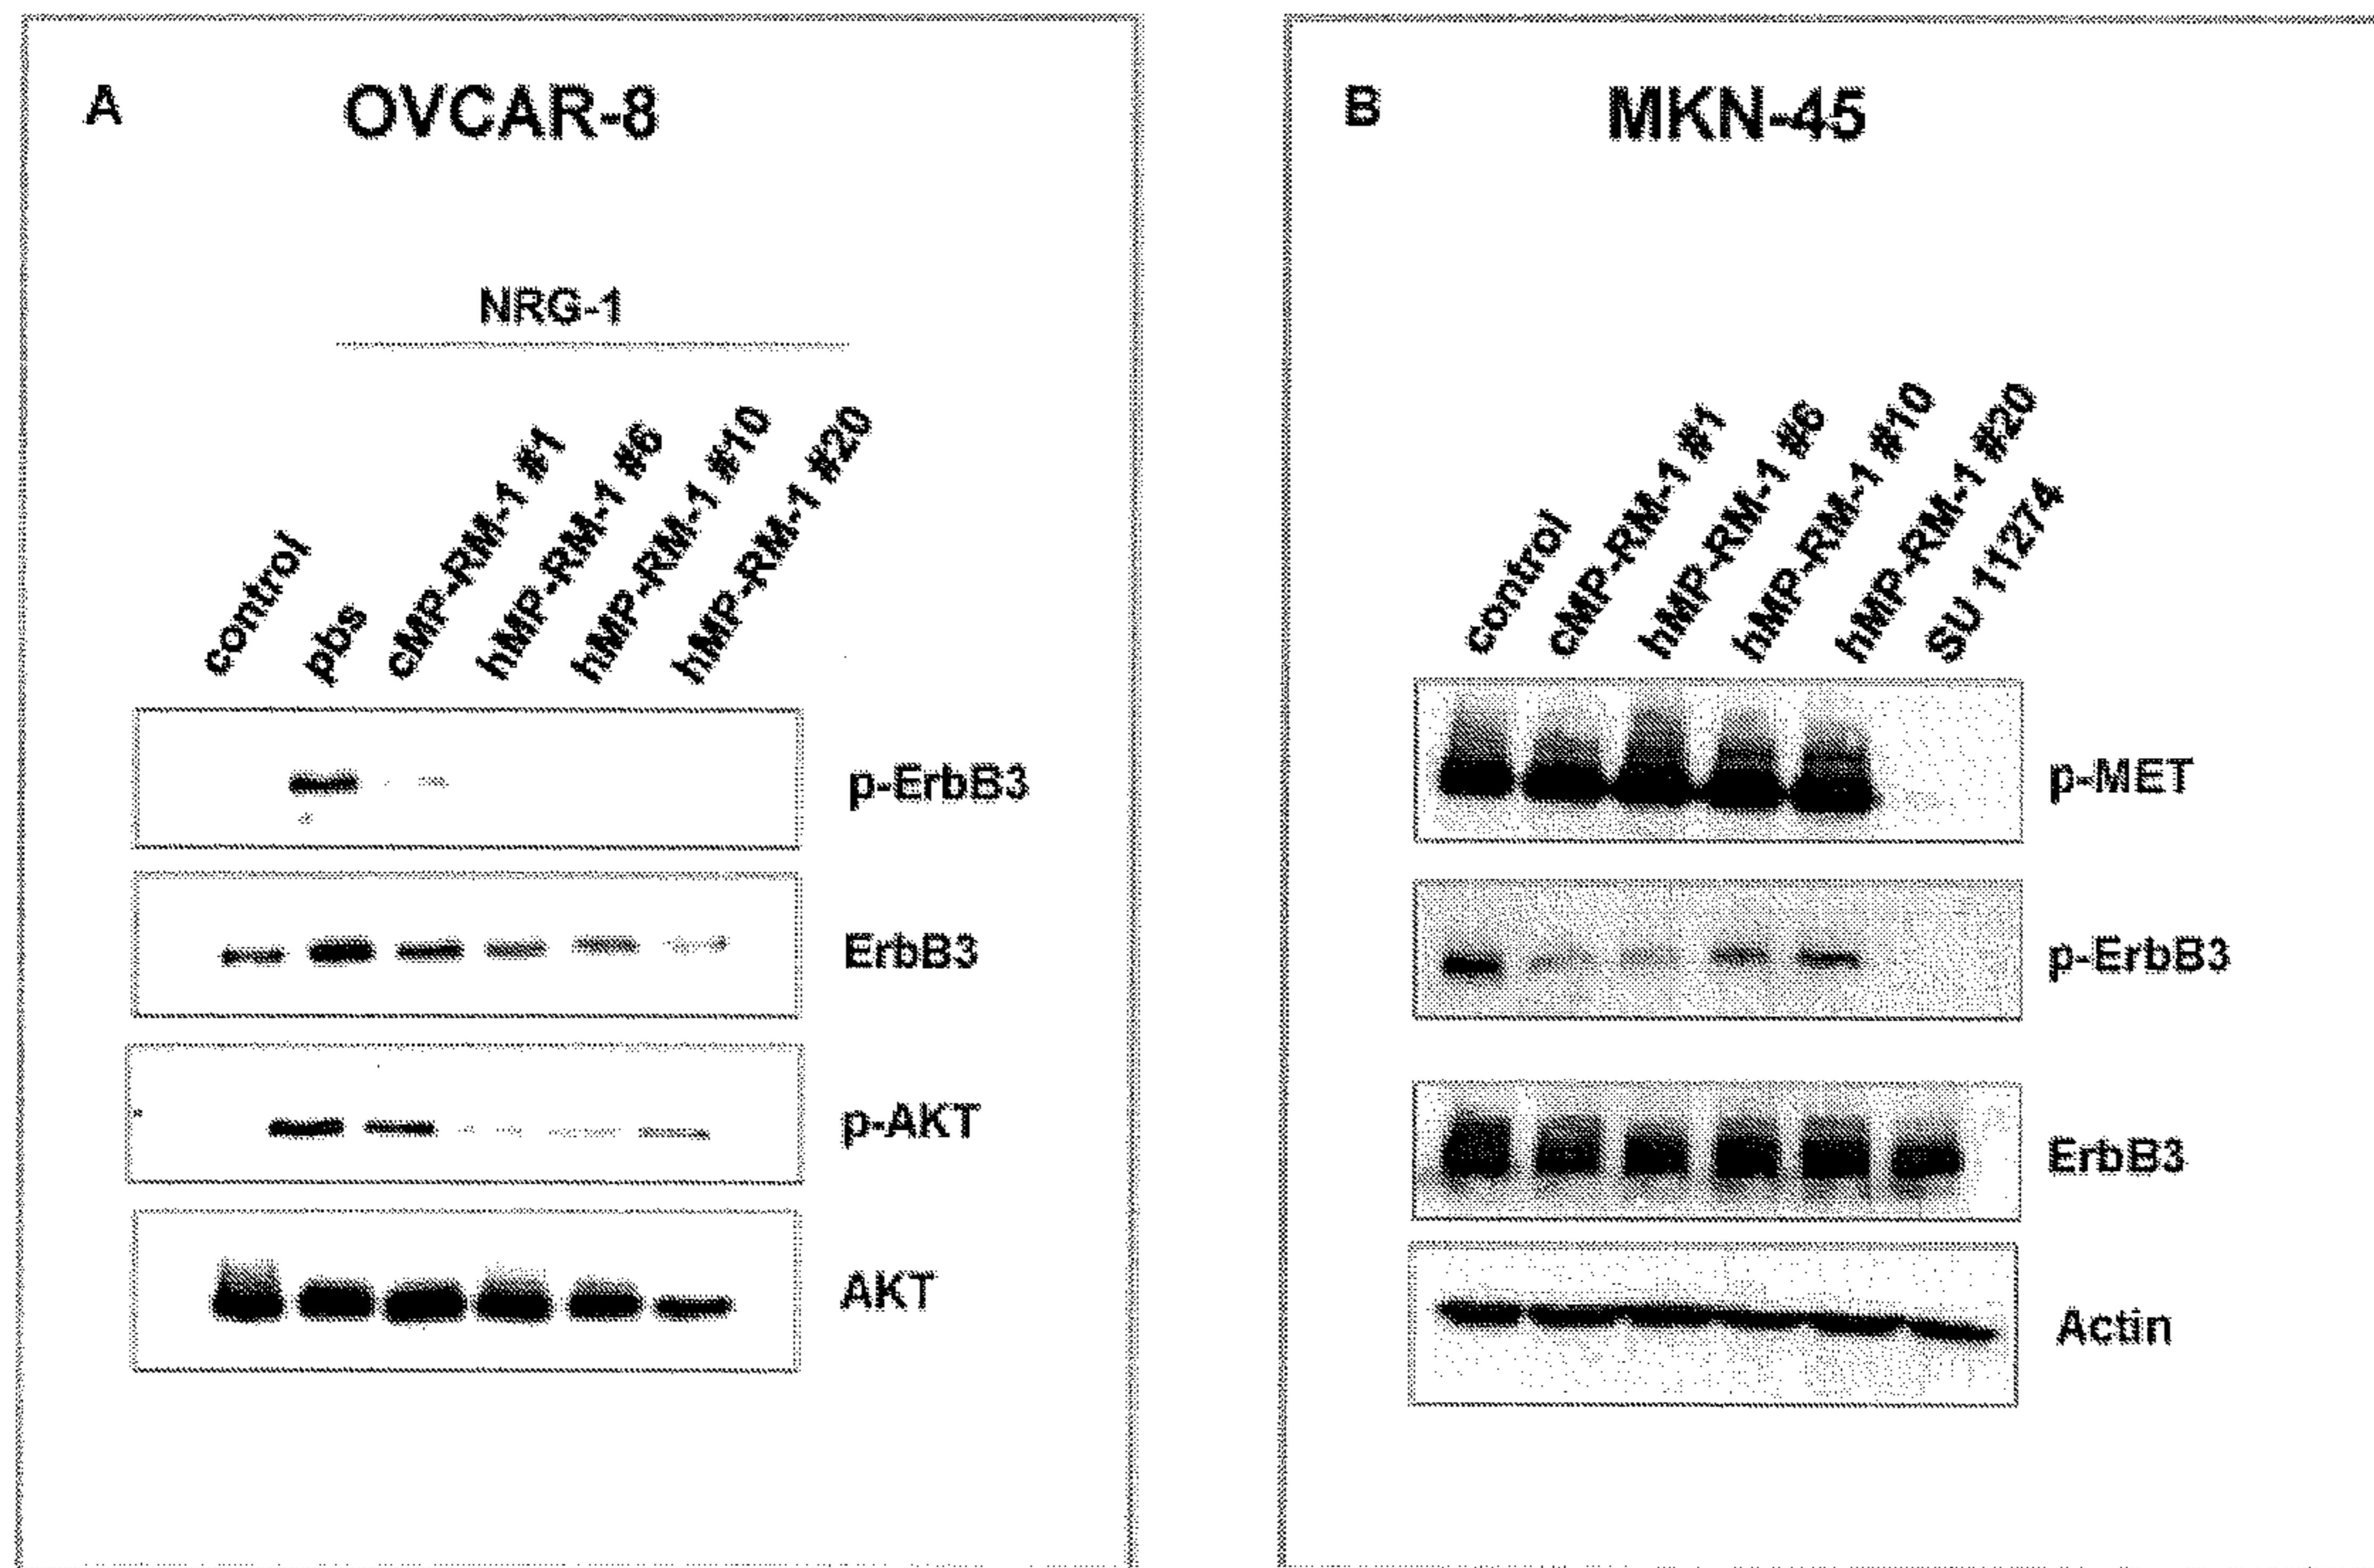 A
OVCAR-8
NRG-1
control
pbs
cMP-RM-1 #1
hMP-RM-1 #6
hMP-RM-1 #10
hMP-RM-1 #20
p-ErbB3
ErbB3
p-AKT
AKT
B
MKN-45
control
cMP-RM-1 #1
hMP-RM-1 #6
hMP-RM-1 #10
hMP-RM-1 #20
SU 11274
p-MET
p-ErbB3
ErbB3
Actin